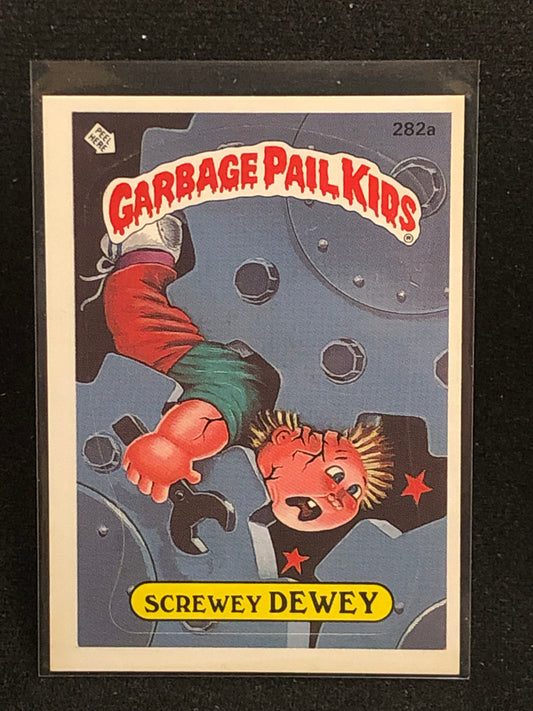 PEEL HERE
282a
GARBAGE PAIL KIDS
®
SCREWEY DEWEY